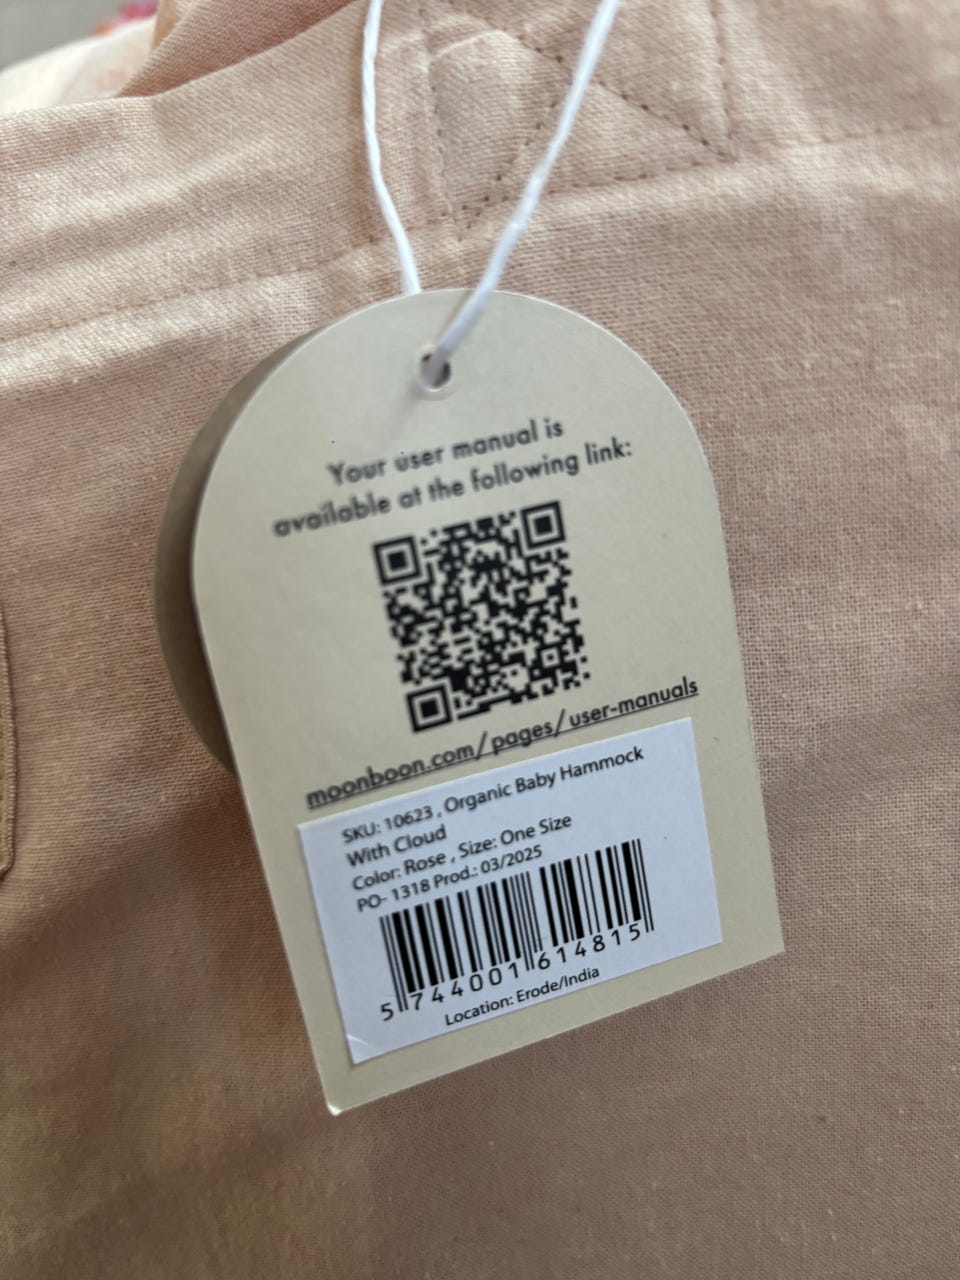 Your user manual is
available at the following link:
moonboon.com/pages/user-manuals
SKU: 10623 , Organic Baby Hammock
With Cloud
Color: Rose , Size: One Size
PO- 1318 Prod.: 03/2025
5 744001 614815
Location: Erode/India